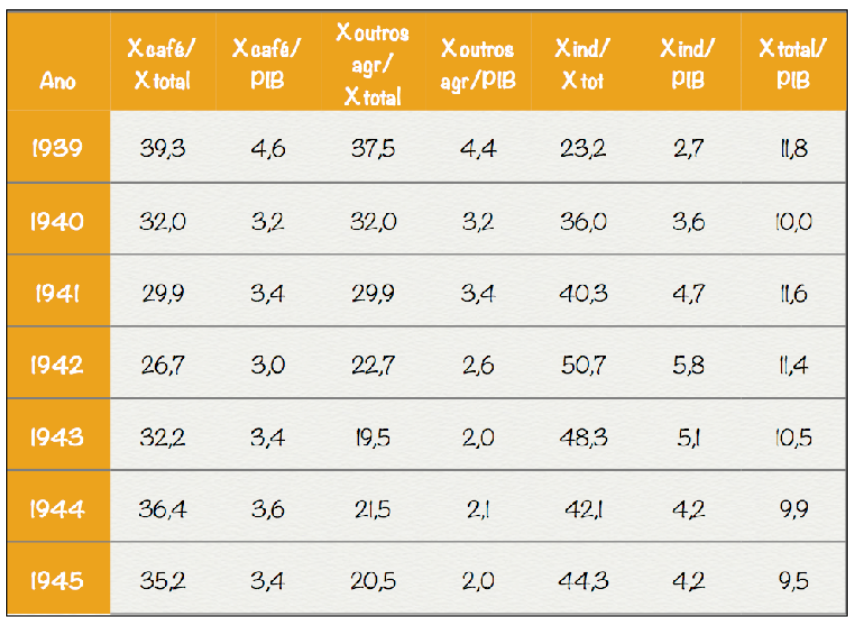 Ano X café/ X total X café/ PIB X outros agr/ X total X outros agr/PIB X ind/ X tot X ind/ PIB X total/ PIB
1939 39,3 4,6 37,5 4,4 23,2 2,7 11,8
1940 32,0 3,2 32,0 3,2 36,0 3,6 10,0
1941 29,9 3,4 29,9 3,4 40,3 4,7 11,6
1942 26,7 3,0 22,7 2,6 50,7 5,8 11,4
1943 32,2 3,4 19,5 2,0 48,3 5,1 10,5
1944 36,4 3,6 21,5 2,1 42,1 4,2 9,9
1945 35,2 3,4 20,5 2,0 44,3 4,2 9,5